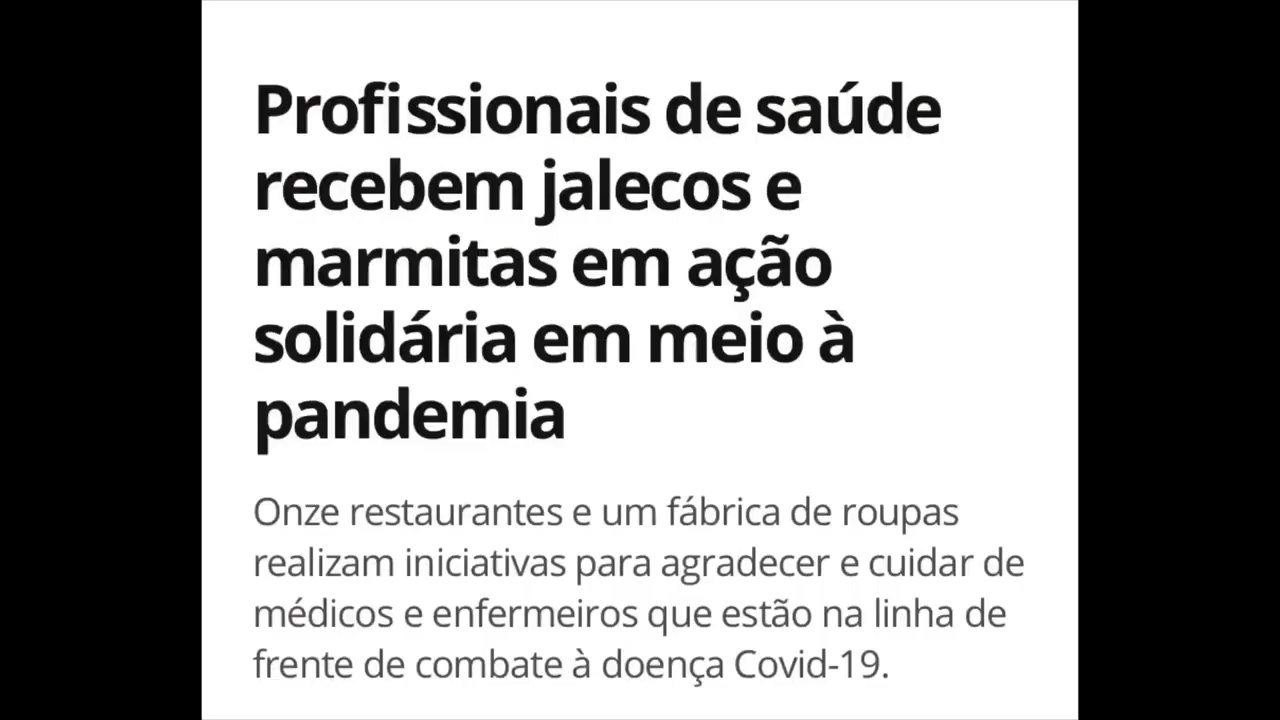 Profissionais de saúde
recebem jalecos e
marmitas em ação
solidária em meio à
pandemia
Onze restaurantes e um fábrica de roupas
realizam iniciativas para agradecer e cuidar de
médicos e enfermeiros que estão na linha de
frente de combate à doença Covid-19.